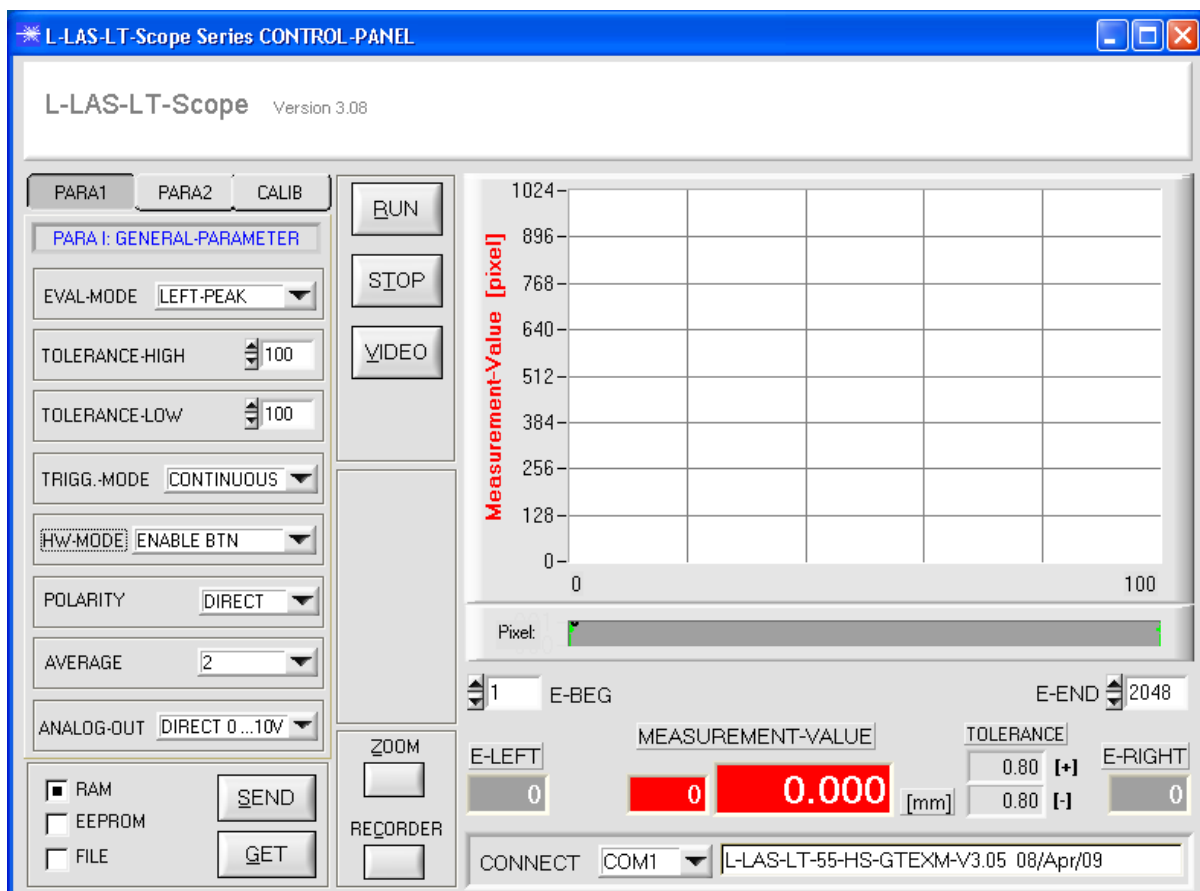 L-LAS-LT-Scope Series CONTROL-PANEL
L-LAS-LT-Scope Version 3.08
PARA1 PARA2 CALIB
PARA I: GENERAL-PARAMETER
EVAL-MODE LEFT-PEAK
TOLERANCE-HIGH 100
TOLERANCE-LOW 100
TRIGG.-MODE CONTINUOUS
HW-MODE ENABLE BTN
POLARITY DIRECT
AVERAGE 2
ANALOG-OUT DIRECT 0...10V
RAM
EEPROM
FILE
SEND
GET
RUN
STOP
VIDEO
ZOOM
RECORDER
Measurement-Value [pixel]
1024
896
768
640
512
384
256
128
0
0 100
Pixel:
1 E-BEG
E-END 2048
E-LEFT
0
MEASUREMENT-VALUE
0 0.000 [mm]
TOLERANCE
0.80 [+]
0.80 [-]
E-RIGHT
0
CONNECT COM1 L-LAS-LT-55-HS-GTEXM-V3.05 08/Apr/09